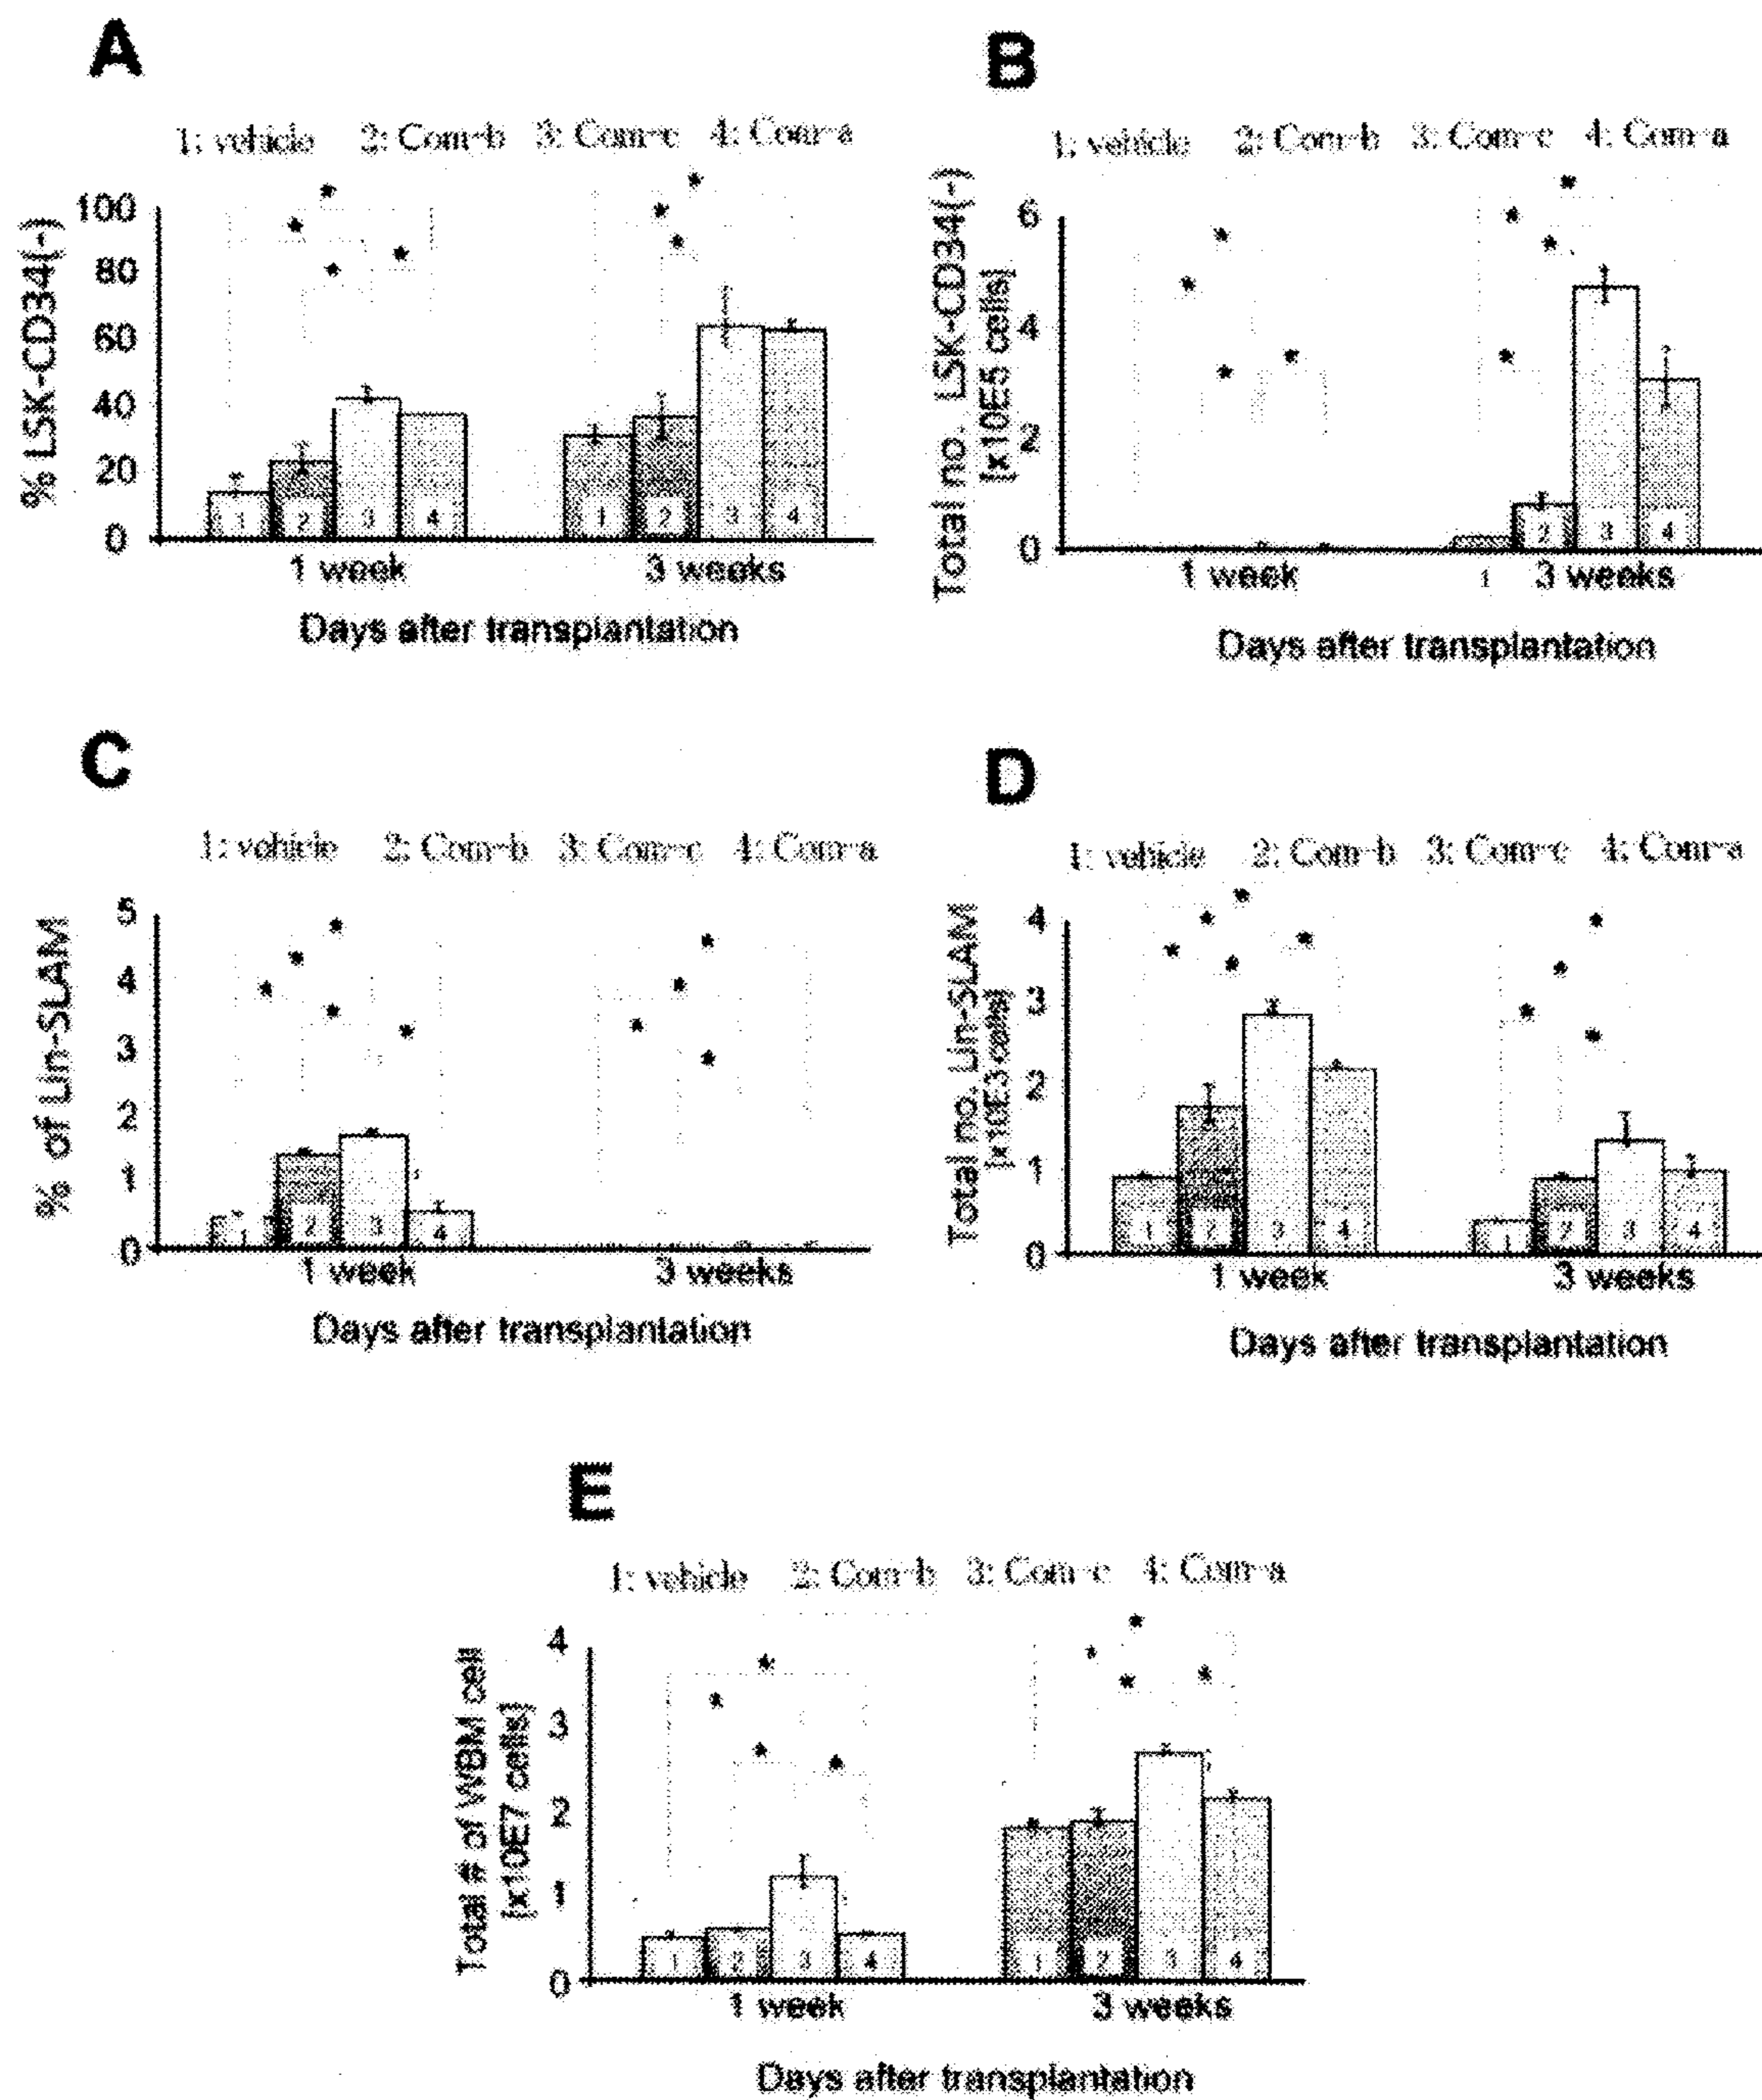 A
1: vehicle 2: Com-b 3: Com-c 4: Com-a
% LSK-CD34(-)
100
80
60
40
20
0
1 2 3 4 1 2 3 4
1 week 3 weeks
Days after transplantation
B
1: vehicle 2: Com-b 3: Com-c 4: Com-a
Total no. LSK-CD34(-)
[x10E5 cells]
6
4
2
0
2 3 4
1 week 1 3 weeks
Days after transplantation
C
1: vehicle 2: Com-b 3: Com-c 4: Com-a
% of Lin-SLAM
5
4
3
2
1
0
1 2 3 4
1 week 3 weeks
Days after transplantation
D
1: vehicle 2: Com-b 3: Com-c 4: Com-a
Total no. Lin-SLAM
[x10E3 cells]
4
3
2
1
0
1 2 3 4 1 2 3 4
1 week 3 weeks
Days after transplantation
E
1: vehicle 2: Com-b 3: Com-c 4: Com-a
Total # of WBM cell
[x10E7 cells]
4
3
2
1
0
1 2 3 4 1 2 3 4
1 week 3 weeks
Days after transplantation